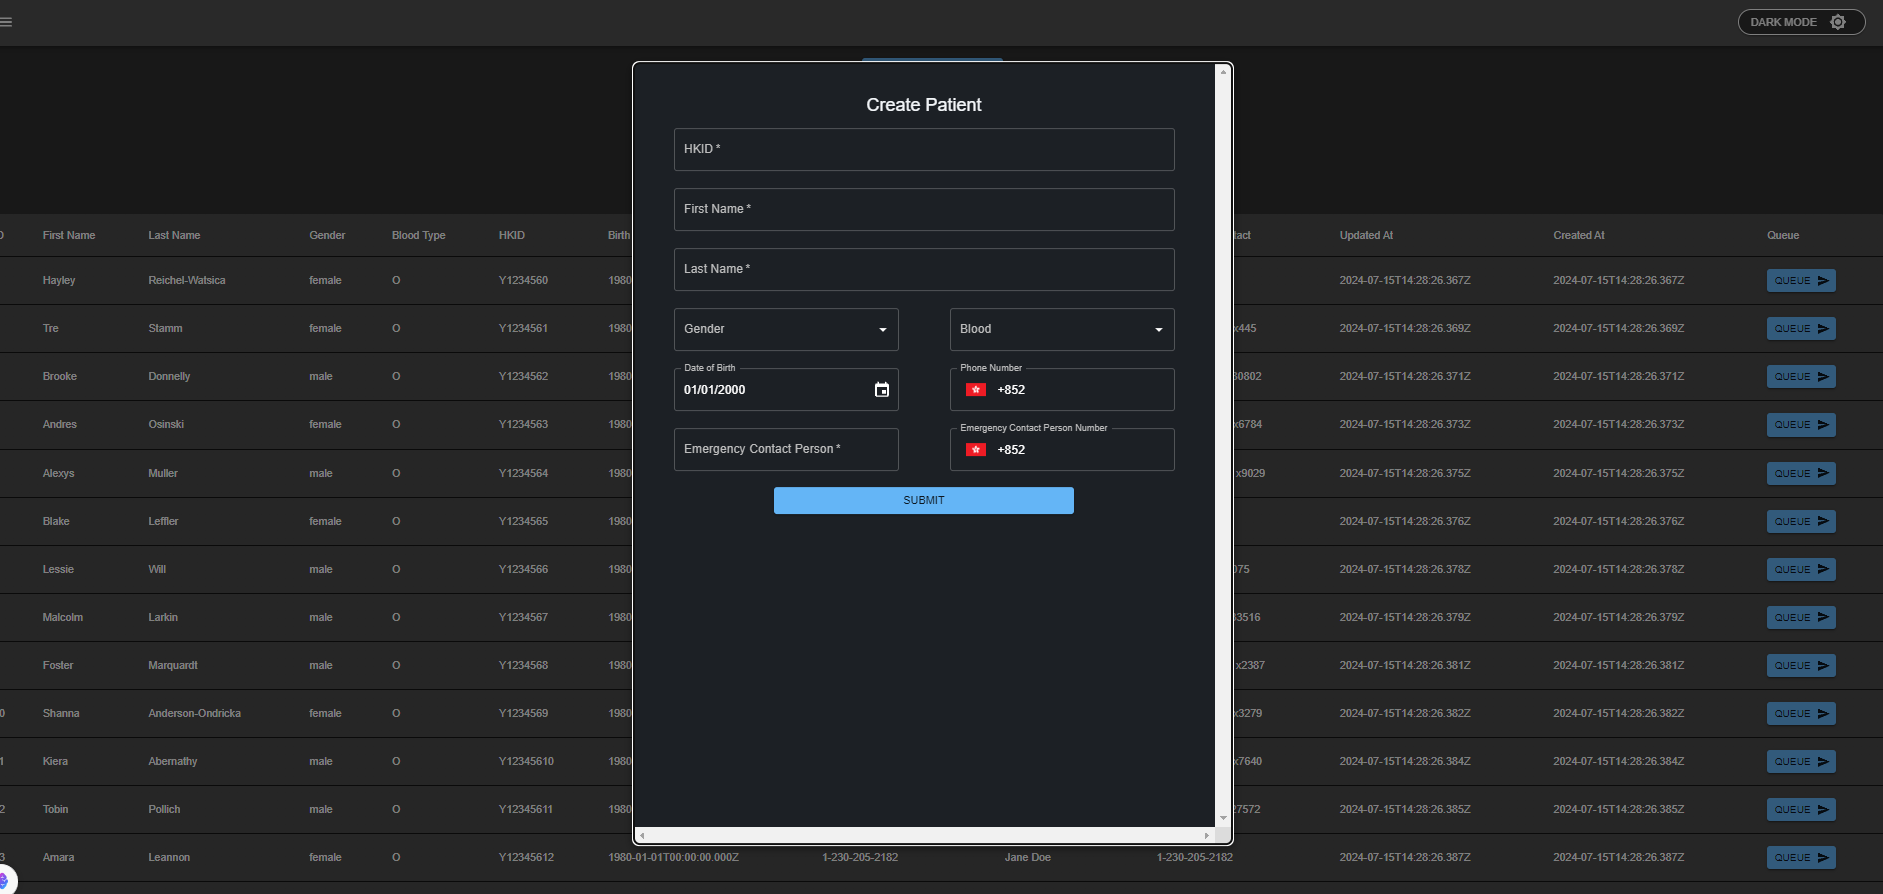 DARK MODE
Create Patient
HKID *
First Name *
Last Name *
Gender
Blood
Date of Birth
01/01/2000
Phone Number
+852
Emergency Contact Person *
Emergency Contact Person Number
+852
SUBMIT
First Name Last Name Gender Blood Type HKID Birth Updated At Created At Queue
Hayley Reichel-Watsica female O Y1234560 1980 2024-07-15T14:28:26.367Z 2024-07-15T14:28:26.367Z QUEUE
Tre Stamm female O Y1234561 1980 x445 2024-07-15T14:28:26.369Z 2024-07-15T14:28:26.369Z QUEUE
Brooke Donnelly male O Y1234562 1980 30802 2024-07-15T14:28:26.371Z 2024-07-15T14:28:26.371Z QUEUE
Andres Osinski female O Y1234563 1980 x6784 2024-07-15T14:28:26.373Z 2024-07-15T14:28:26.373Z QUEUE
Alexys Muller male O Y1234564 1980 x9029 2024-07-15T14:28:26.375Z 2024-07-15T14:28:26.375Z QUEUE
Blake Leffler female O Y1234565 1980 2024-07-15T14:28:26.376Z 2024-07-15T14:28:26.376Z QUEUE
Lessie Will male O Y1234566 1980 075 2024-07-15T14:28:26.378Z 2024-07-15T14:28:26.378Z QUEUE
Malcolm Larkin male O Y1234567 1980 33516 2024-07-15T14:28:26.379Z 2024-07-15T14:28:26.379Z QUEUE
Foster Marquardt male O Y1234568 1980 x2387 2024-07-15T14:28:26.381Z 2024-07-15T14:28:26.381Z QUEUE
Shanna Anderson-Ondricka female O Y1234569 1980 x3279 2024-07-15T14:28:26.382Z 2024-07-15T14:28:26.382Z QUEUE
Kiera Abernathy male O Y12345610 1980 x7640 2024-07-15T14:28:26.384Z 2024-07-15T14:28:26.384Z QUEUE
Tobin Pollich male O Y12345611 1980 27572 2024-07-15T14:28:26.385Z 2024-07-15T14:28:26.385Z QUEUE
3 Amara Leannon female O Y12345612 1980-01-01T00:00:00.000Z 1-230-205-2182 Jane Doe 1-230-205-2182 2024-07-15T14:28:26.387Z 2024-07-15T14:28:26.387Z QUEUE